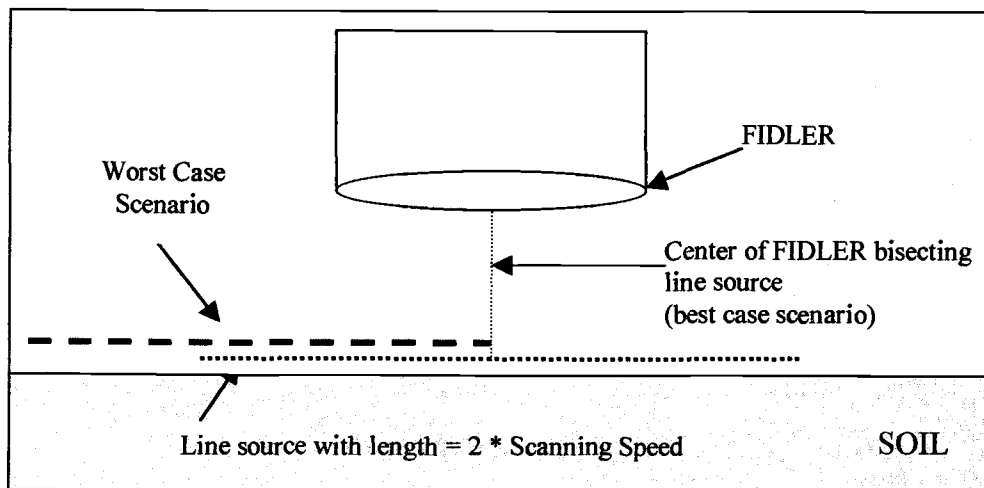 FIDLER
Worst Case
Scenario
Center of FIDLER bisecting
line source
(best case scenario)
Line source with length = 2 * Scanning Speed
SOIL